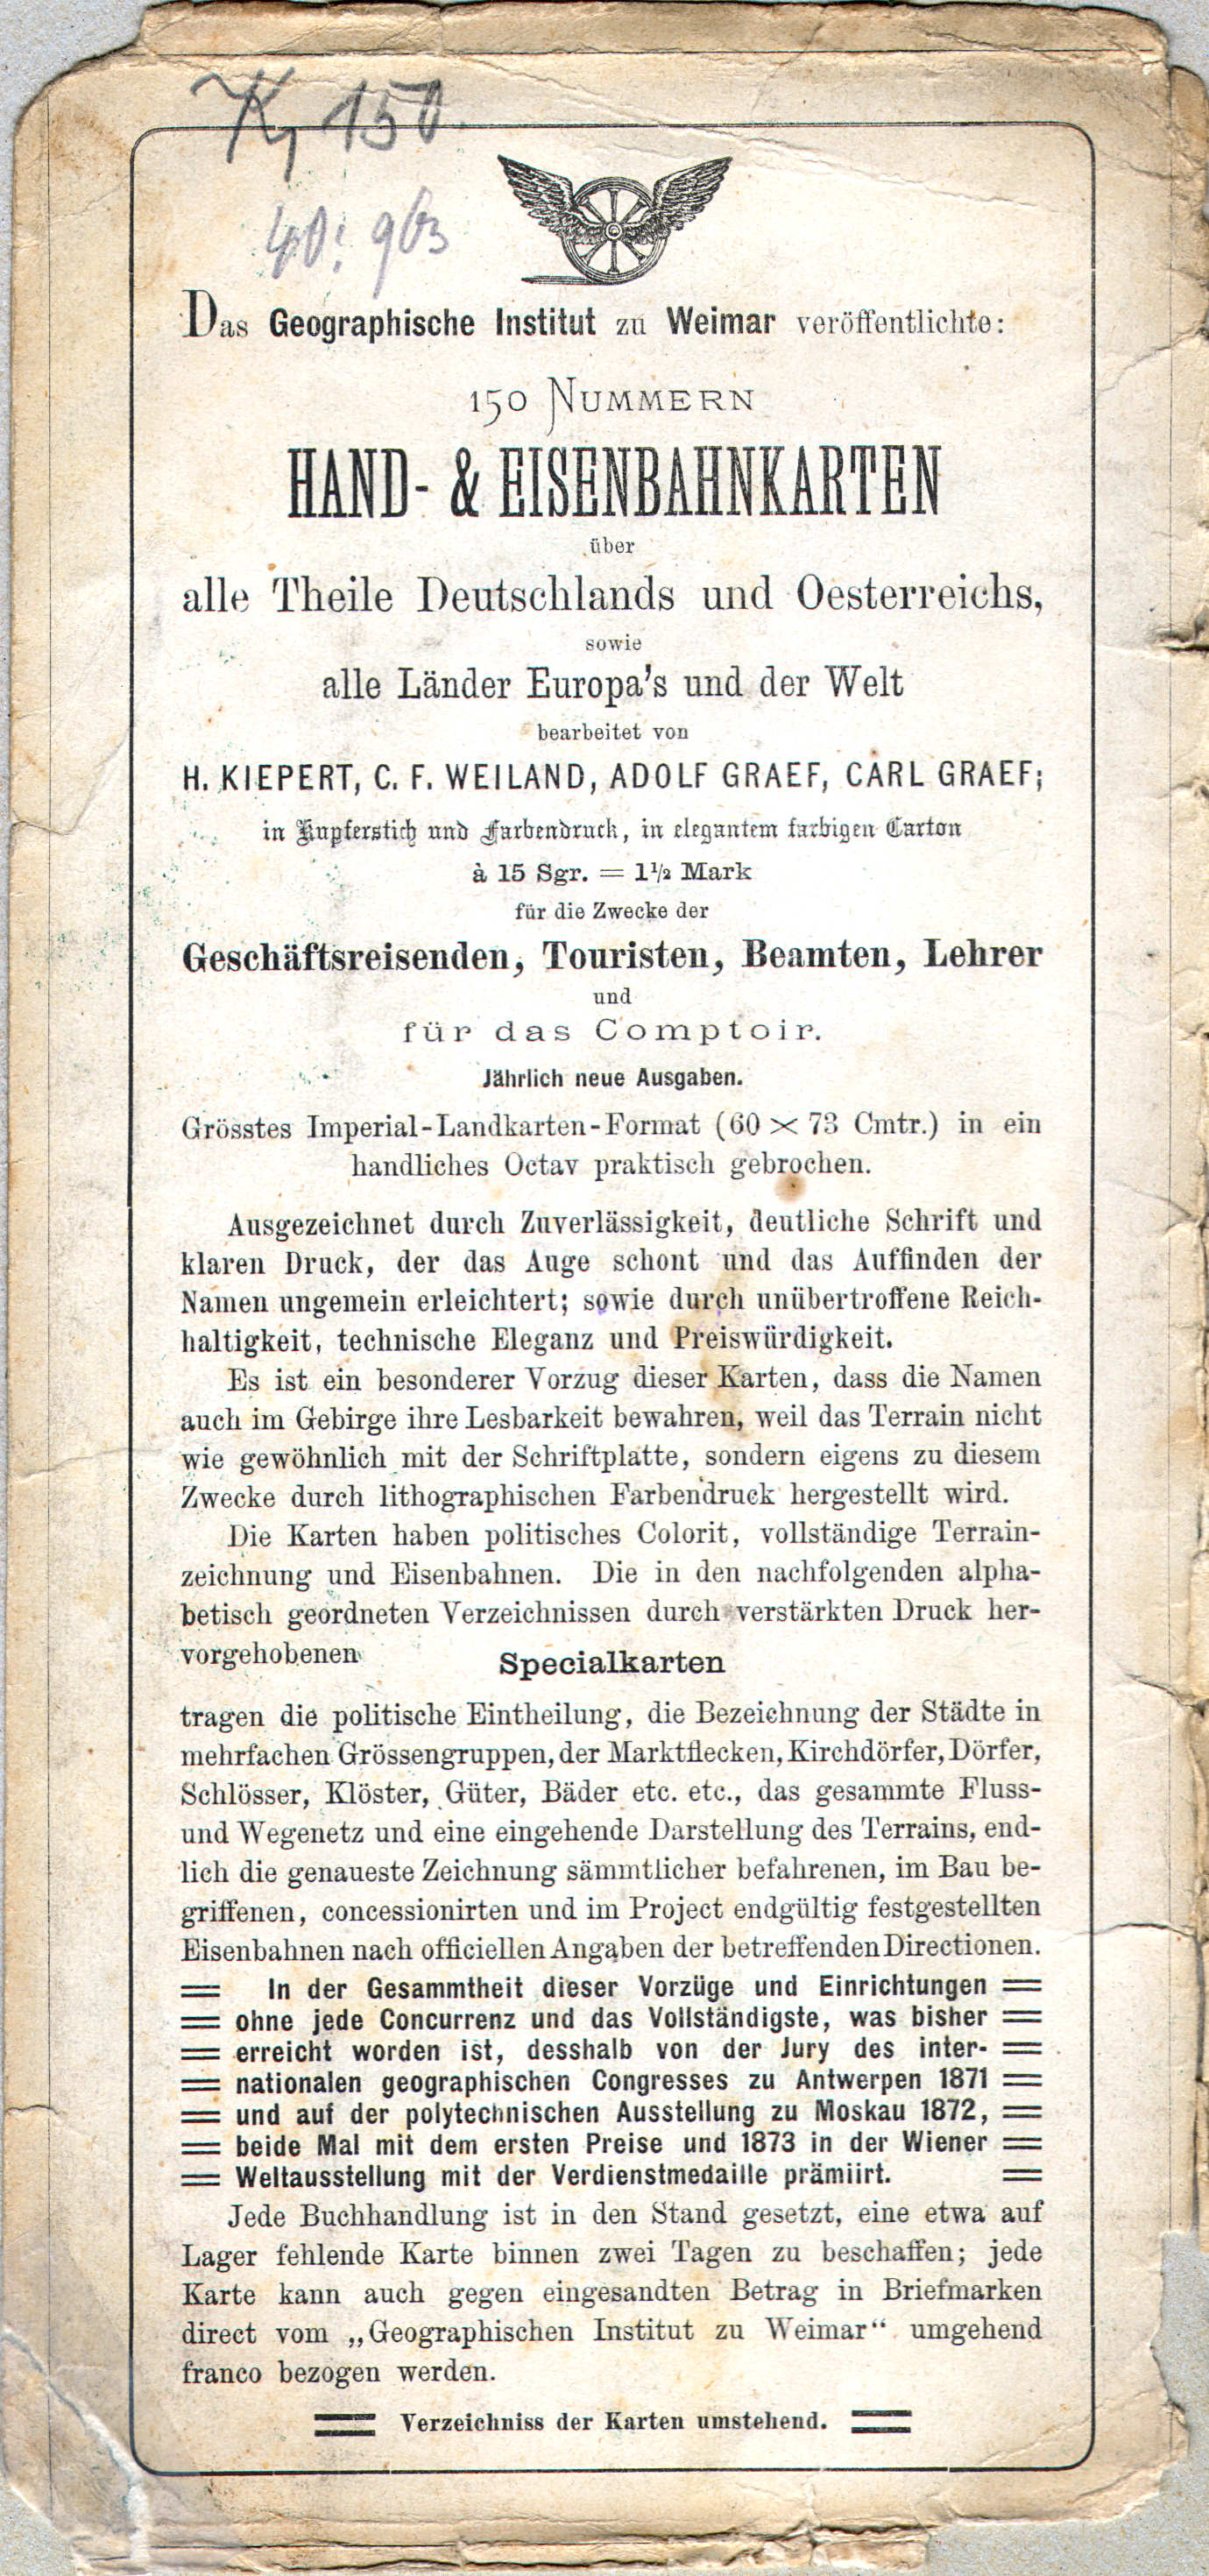 K, 150
40: 963
Das Geographische Institut zu Weimar veröffentlichte:
150 NUMMERN
HAND- & EISENBAHNKARTEN
über
alle Theile Deutschlands und Oesterreichs,
sowie
alle Länder Europa's und der Welt
bearbeitet von
H. KIEPERT, C. F. WEILAND, ADOLF GRAEF, CARL GRAEF;
in Kupferstich und Farbendruck, in elegantem farbigen Carton
à 15 Sgr. = 1½ Mark
für die Zwecke der
Geschäftsreisenden, Touristen, Beamten, Lehrer
und
für das Comptoir.
Jährlich neue Ausgaben.
Grösstes Imperial-Landkarten-Format (60 × 73 Cmtr.) in ein
handliches Octav praktisch gebrochen.
Ausgezeichnet durch Zuverlässigkeit, deutliche Schrift und
klaren Druck, der das Auge schont und das Auffinden der
Namen ungemein erleichtert; sowie durch unübertroffene Reich-
haltigkeit, technische Eleganz und Preiswürdigkeit.
Es ist ein besonderer Vorzug dieser Karten, dass die Namen
auch im Gebirge ihre Lesbarkeit bewahren, weil das Terrain nicht
wie gewöhnlich mit der Schriftplatte, sondern eigens zu diesem
Zwecke durch lithographischen Farbendruck hergestellt wird.
Die Karten haben politisches Colorit, vollständige Terrain-
zeichnung und Eisenbahnen. Die in den nachfolgenden alpha-
betisch geordneten Verzeichnissen durch verstärkten Druck her-
vorgehobenen
Specialkarten
tragen die politische Eintheilung, die Bezeichnung der Städte in
mehrfachen Grössengruppen, der Marktflecken, Kirchdörfer, Dörfer,
Schlösser, Klöster, Güter, Bäder etc. etc., das gesammte Fluss-
und Wegenetz und eine eingehende Darstellung des Terrains, end-
lich die genaueste Zeichnung sämmtlicher befahrenen, im Bau be-
griffenen, concessionirten und im Project endgültig festgestellten
Eisenbahnen nach officiellen Angaben der betreffenden Directionen.
In der Gesammtheit dieser Vorzüge und Einrichtungen
ohne jede Concurrenz und das Vollständigste, was bisher
erreicht worden ist, desshalb von der Jury des inter-
nationalen geographischen Congresses zu Antwerpen 1871
und auf der polytechnischen Ausstellung zu Moskau 1872,
beide Mal mit dem ersten Preise und 1873 in der Wiener
Weltausstellung mit der Verdienstmedaille prämiirt.
Jede Buchhandlung ist in den Stand gesetzt, eine etwa auf
Lager fehlende Karte binnen zwei Tagen zu beschaffen; jede
Karte kann auch gegen eingesandten Betrag in Briefmarken
direct vom „Geographischen Institut zu Weimar“ umgehend
franco bezogen werden.
Verzeichniss der Karten umstehend.